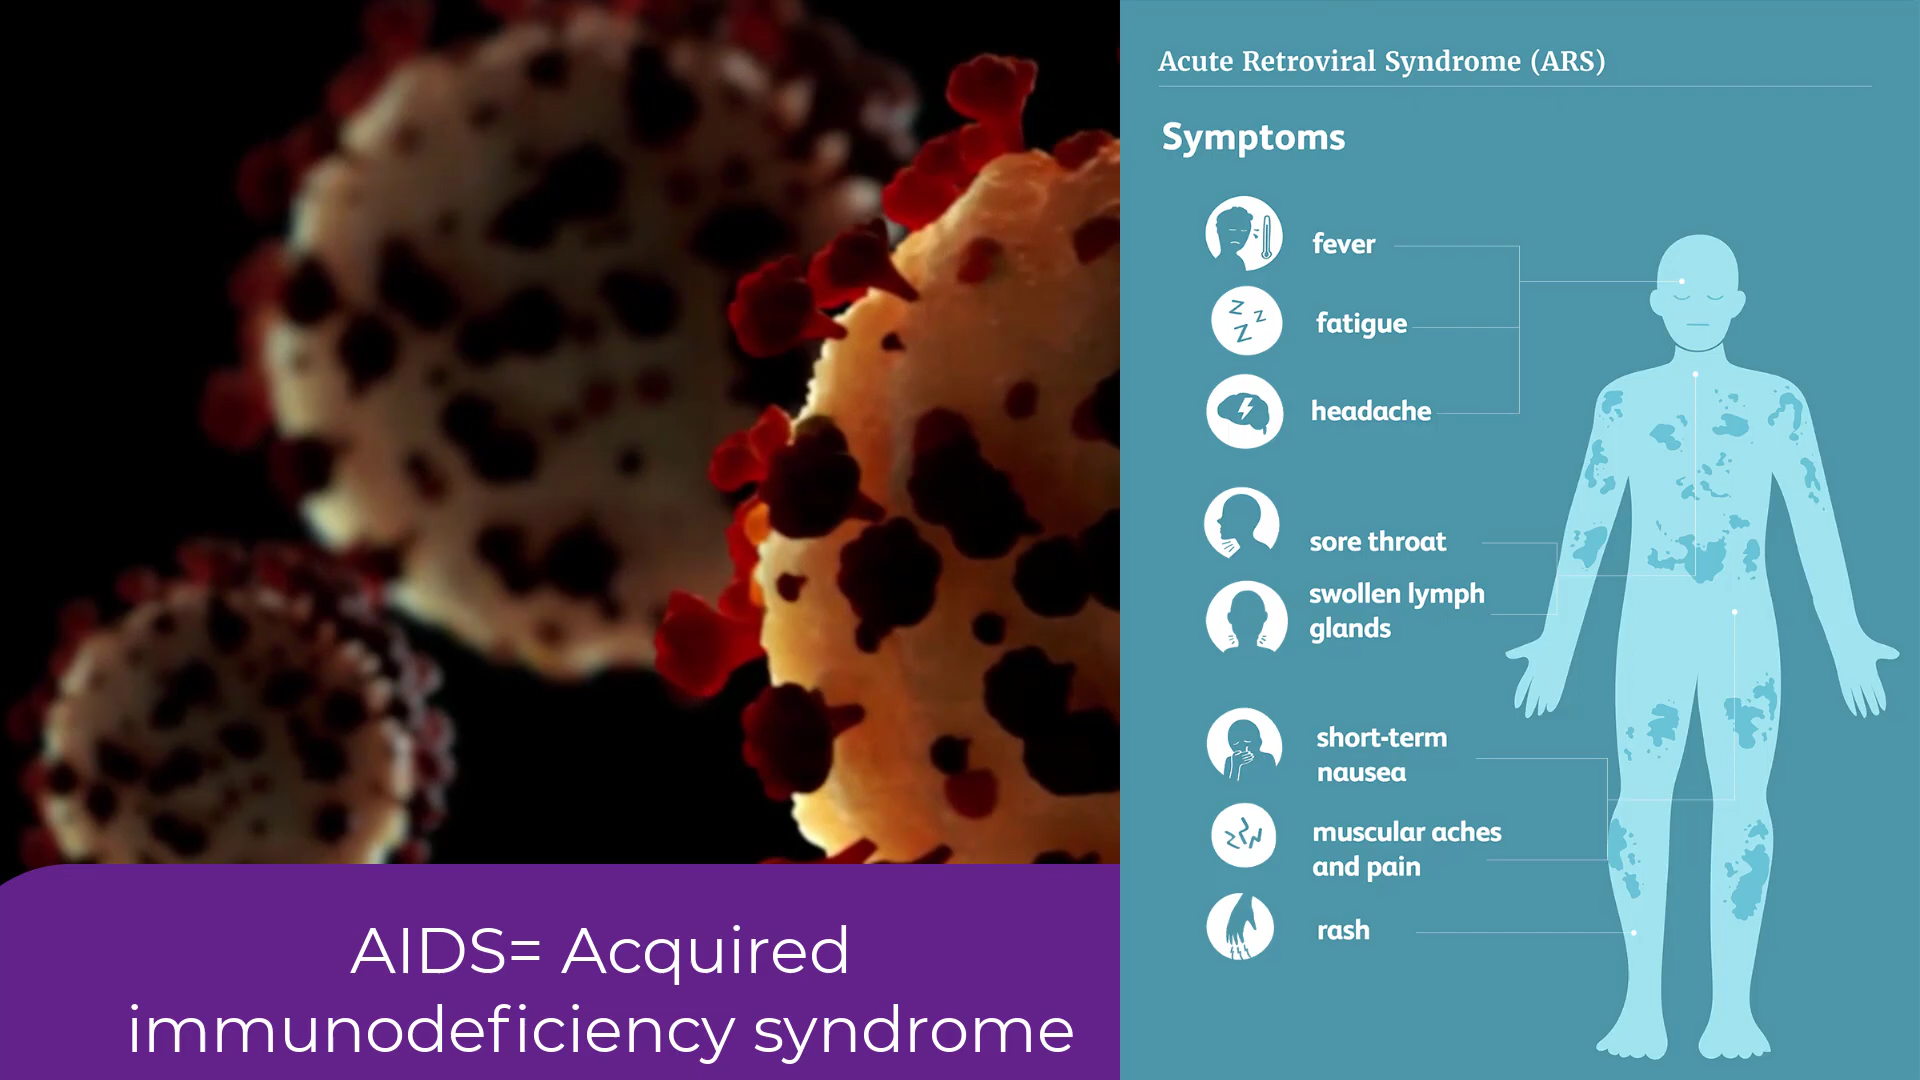 AIDS= Acquired
immunodeficiency syndrome
Acute Retroviral Syndrome (ARS)
Symptoms
fever
fatigue
headache
sore throat
swollen lymph
glands
short-term
nausea
muscular aches
and pain
rash